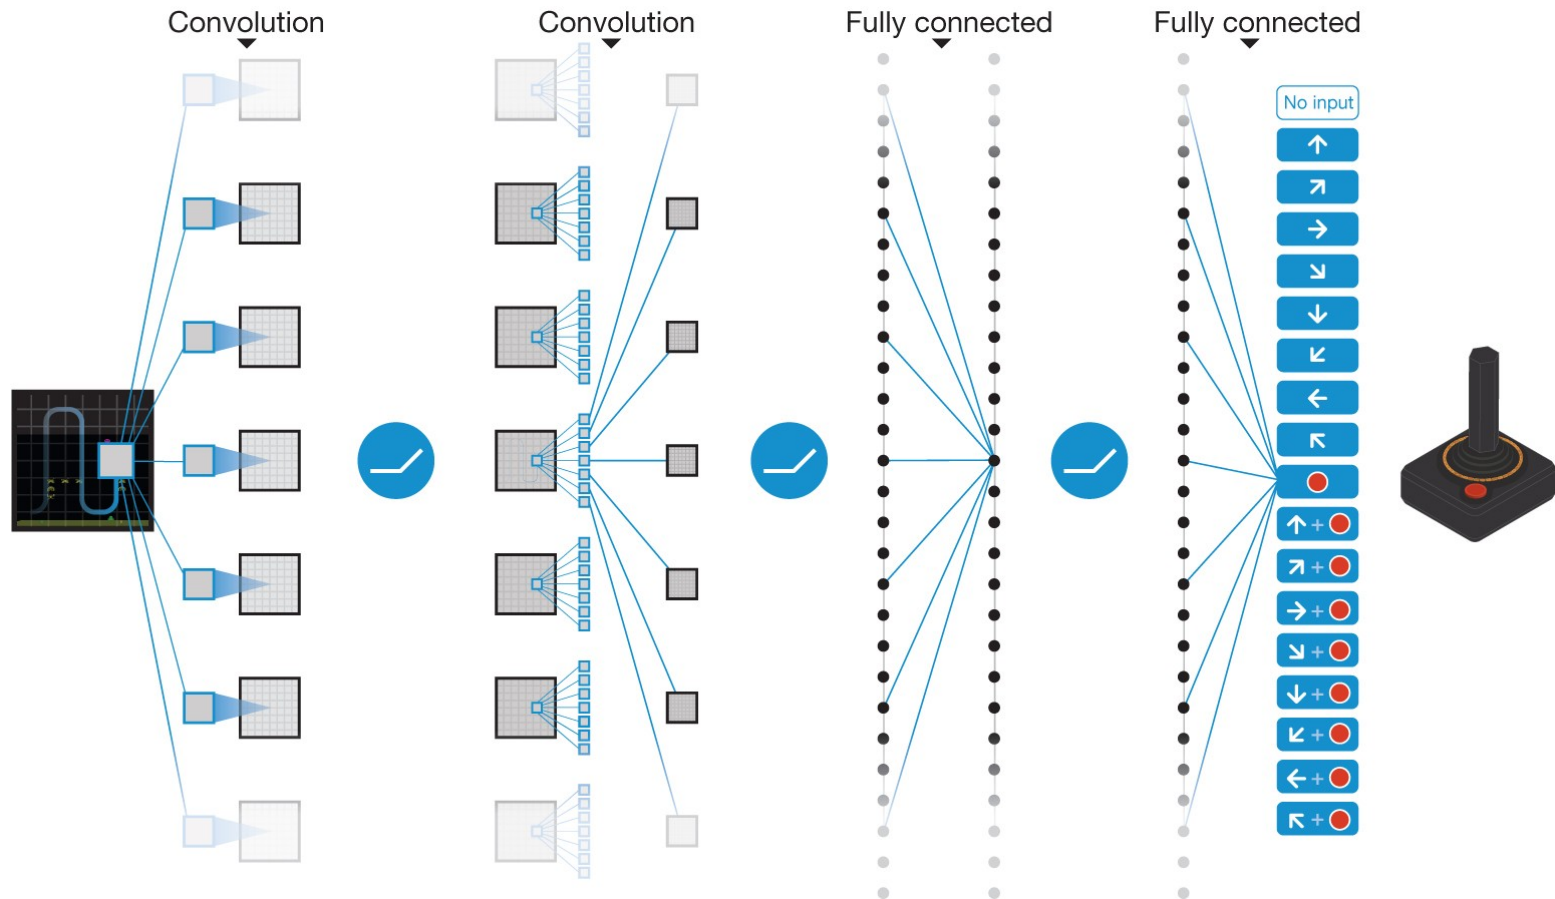 Convolution
Convolution
Fully connected
Fully connected
No input
+
+
+
+
+
+
+
+